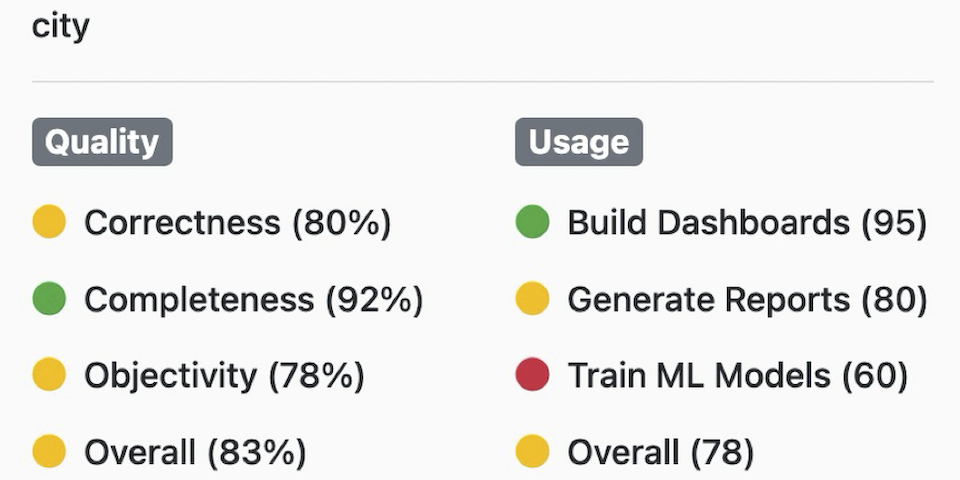 city
Quality
Correctness (80%)
Completeness (92%)
Objectivity (78%)
Overall (83%)
Usage
Build Dashboards (95)
Generate Reports (80)
Train ML Models (60)
Overall (78)